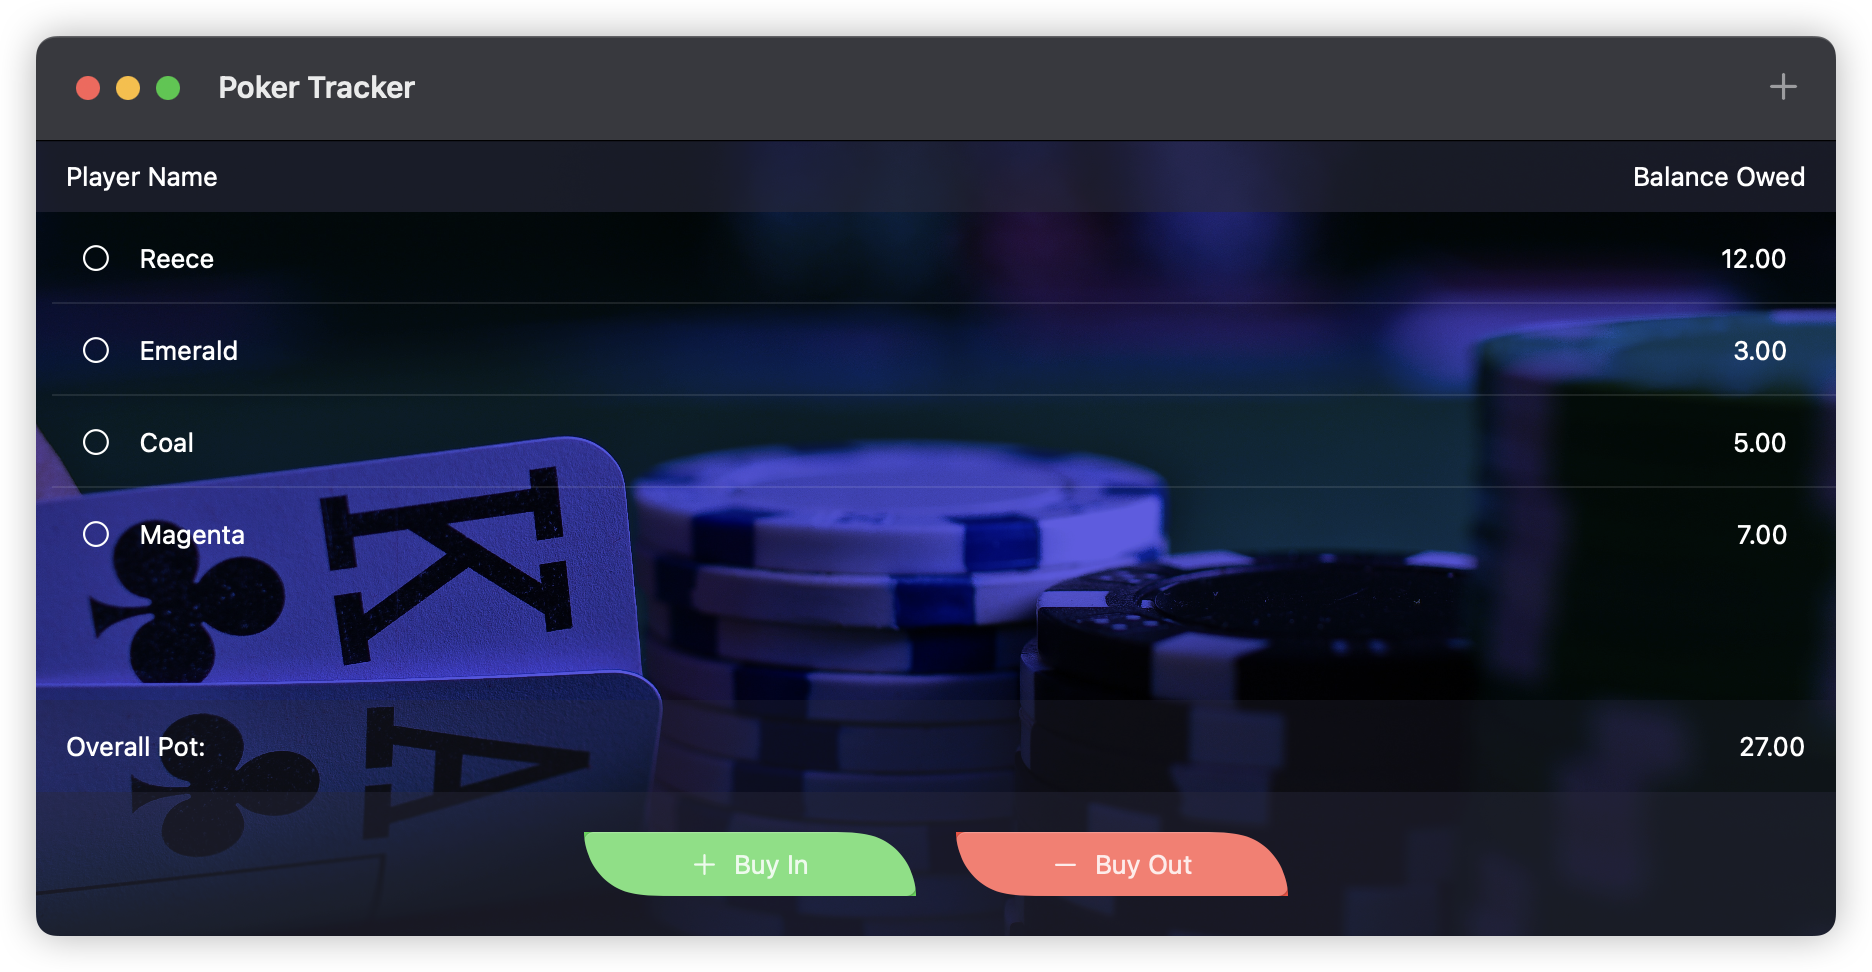 Poker Tracker
Player Name Balance Owed
Reece 12.00
Emerald 3.00
Coal 5.00
Magenta 7.00
K
A
Overall Pot: 27.00
+ Buy In — Buy Out